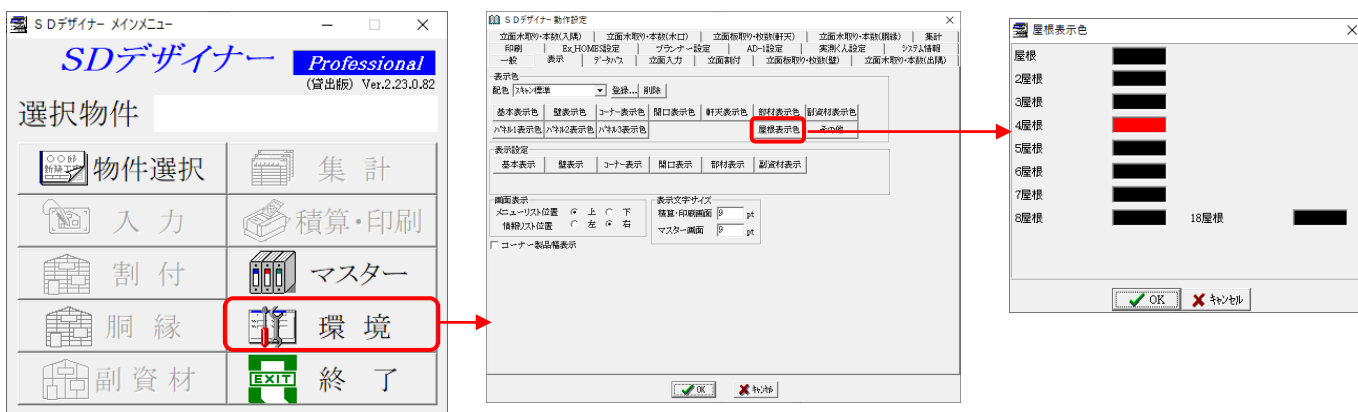 ＳＤデザイナー メインメニュー
SDデザイナー Professional
(貸出版) Ver.2.23.0.82
選択物件
〇〇邸
新築工事
物件選択
集 計
入 力
積算・印刷
割 付
マスター
胴 縁
環 境
副資材
EXIT
終 了
ＳＤデザイナー 動作設定
立面木取り・本数(入隅) 立面木取り・本数(木口) 立面板取り・枚数(軒天) 立面木取り・本数(胴縁) 集計
印刷 Ex_HOMES設定 プランナー設定 AD-1設定 実測くん設定 システム情報
一般 表示 データパス 立面入力 立面割付 立面板取り・枚数(壁) 立面木取り・本数(出隅)
表示色
配色 スキャン標準 登録... 削除
基本表示色 壁表示色 コーナー表示色 開口表示色 軒天表示色 部材表示色 副資材表示色
パネル1表示色 パネル2表示色 パネル3表示色 屋根表示色 その他
表示設定
基本表示 壁表示 コーナー表示 開口表示 部材表示 副資材表示
画面表示
メニューリスト位置 上 下
情報リスト位置 左 右
表示文字サイズ
積算・印刷画面 9 pt
マスター画面 9 pt
コーナー製品幅表示
OK キャンセル
屋根表示色
屋根
2屋根
3屋根
4屋根
5屋根
6屋根
7屋根
8屋根 18屋根
OK キャンセル